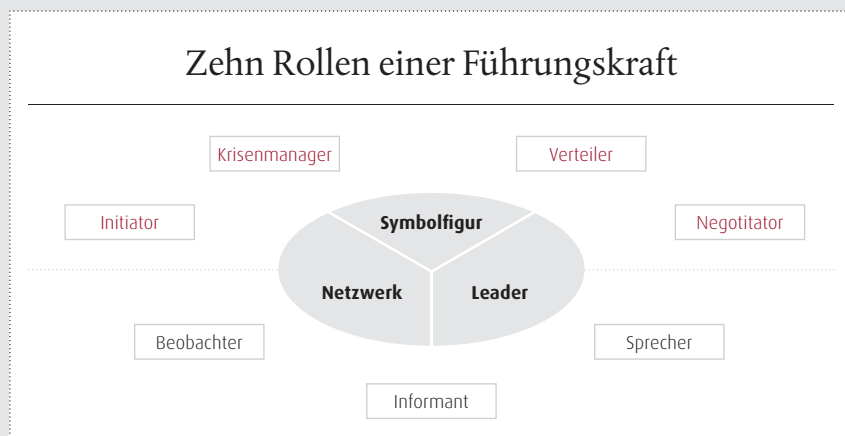 Zehn Rollen einer Führungskraft
Krisenmanager
Verteiler
Initiator
Symbolfigur
Negotitator
Netzwerk
Leader
Beobachter
Sprecher
Informant